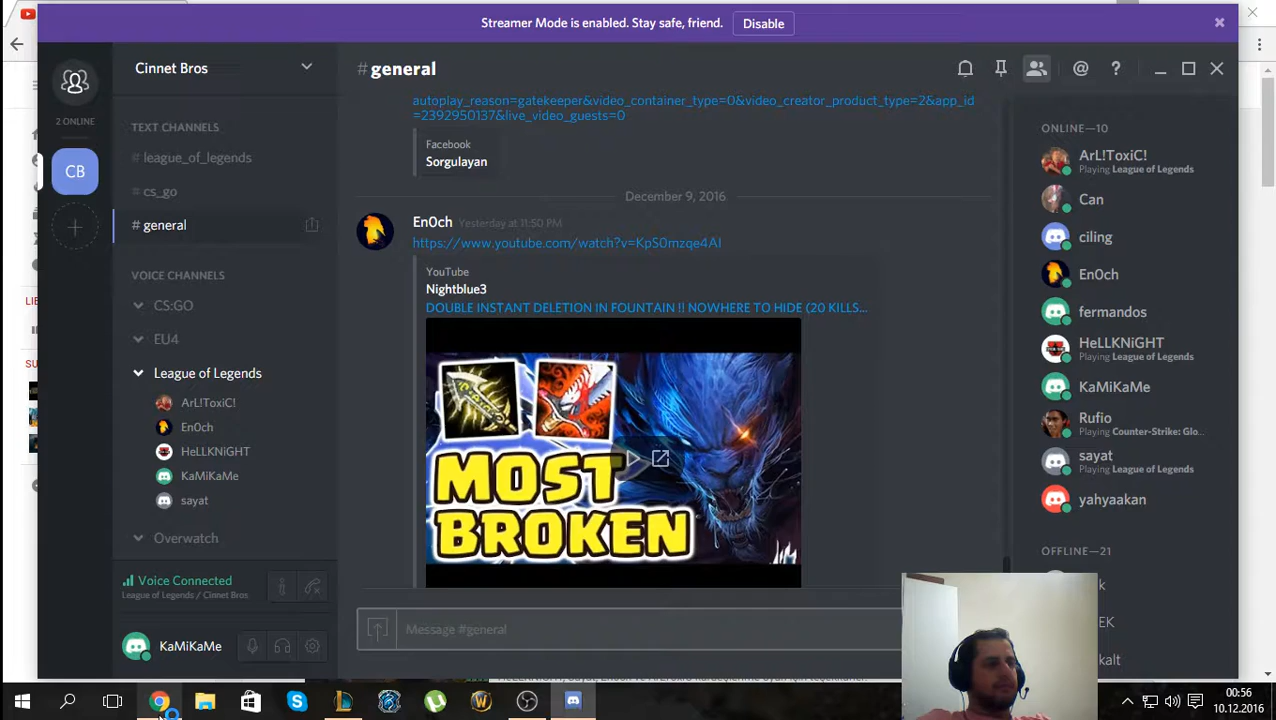 Streamer Mode is enabled. Stay safe, friend.
Disable
2 ONLINE
CB
Cinnet Bros
TEXT CHANNELS
# league_of_legends
# cs_go
# general
VOICE CHANNELS
CS:GO
EU4
League of Legends
ArL!ToxiC!
En0ch
HeLLKNiGHT
KaMiKaMe
sayat
Overwatch
Voice Connected
League of Legends / Cinnet Bros
KaMiKaMe
#general
autoplay_reason=gatekeeper&video_container_type=0&video_creator_product_type=2&app_id
=2392950137&live_video_guests=0
Facebook
Sorgulayan
December 9, 2016
En0ch Yesterday at 11:50 PM
https://www.youtube.com/watch?v=KpS0mzqe4AI
YouTube
Nightblue3
DOUBLE INSTANT DELETION IN FOUNTAIN !! NOWHERE TO HIDE (20 KILLS...
MOST
BROKEN
Message #general
ONLINE—10
ArL!ToxiC!
Playing League of Legends
Can
ciling
En0ch
fermandos
HeLLKNiGHT
Playing League of Legends
KaMiKaMe
Rufio
Playing Counter-Strike: Glo...
sayat
Playing League of Legends
yahyaakan
OFFLINE—21
00:56
10.12.2016